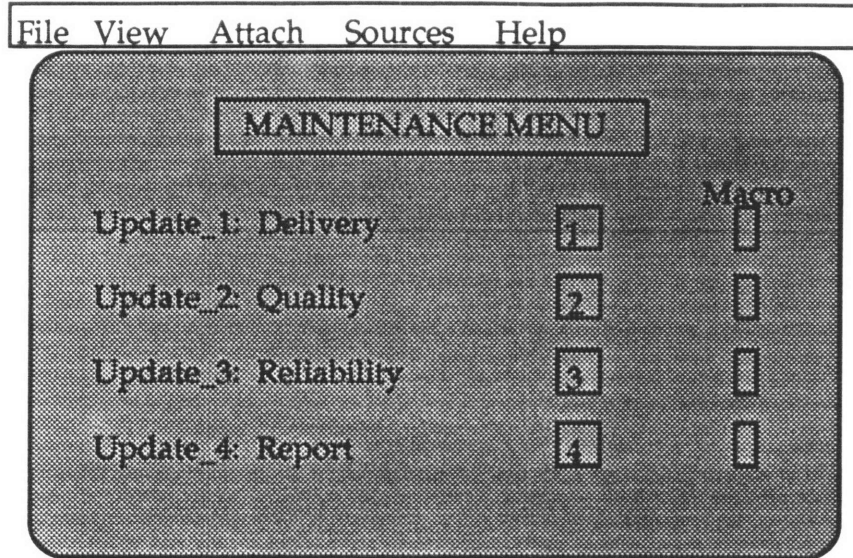 File View Attach Sources Help
MAINTENANCE MENU
Macro
Update_1: Delivery 1
Update_2: Quality 2
Update_3: Reliability 3
Update_4: Report 4